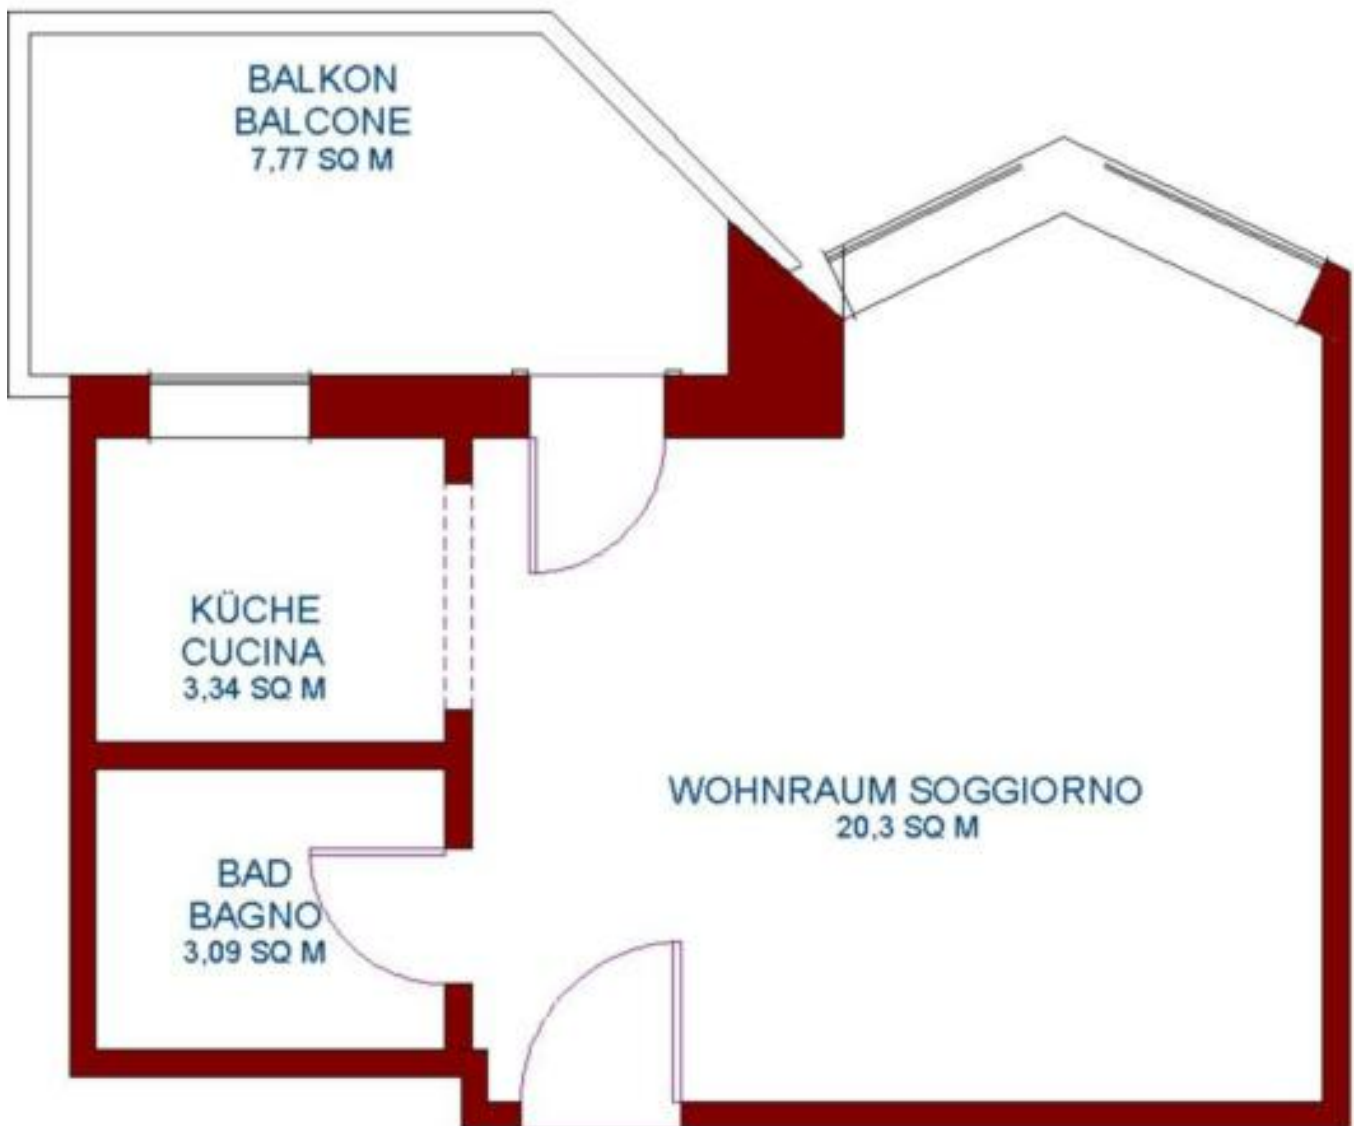 BALKON
BALCONE
7,77 SQ M
KÜCHE
CUCINA
3,34 SQ M
WOHNRAUM SOGGIORNO
20,3 SQ M
BAD
BAGNO
3,09 SQ M